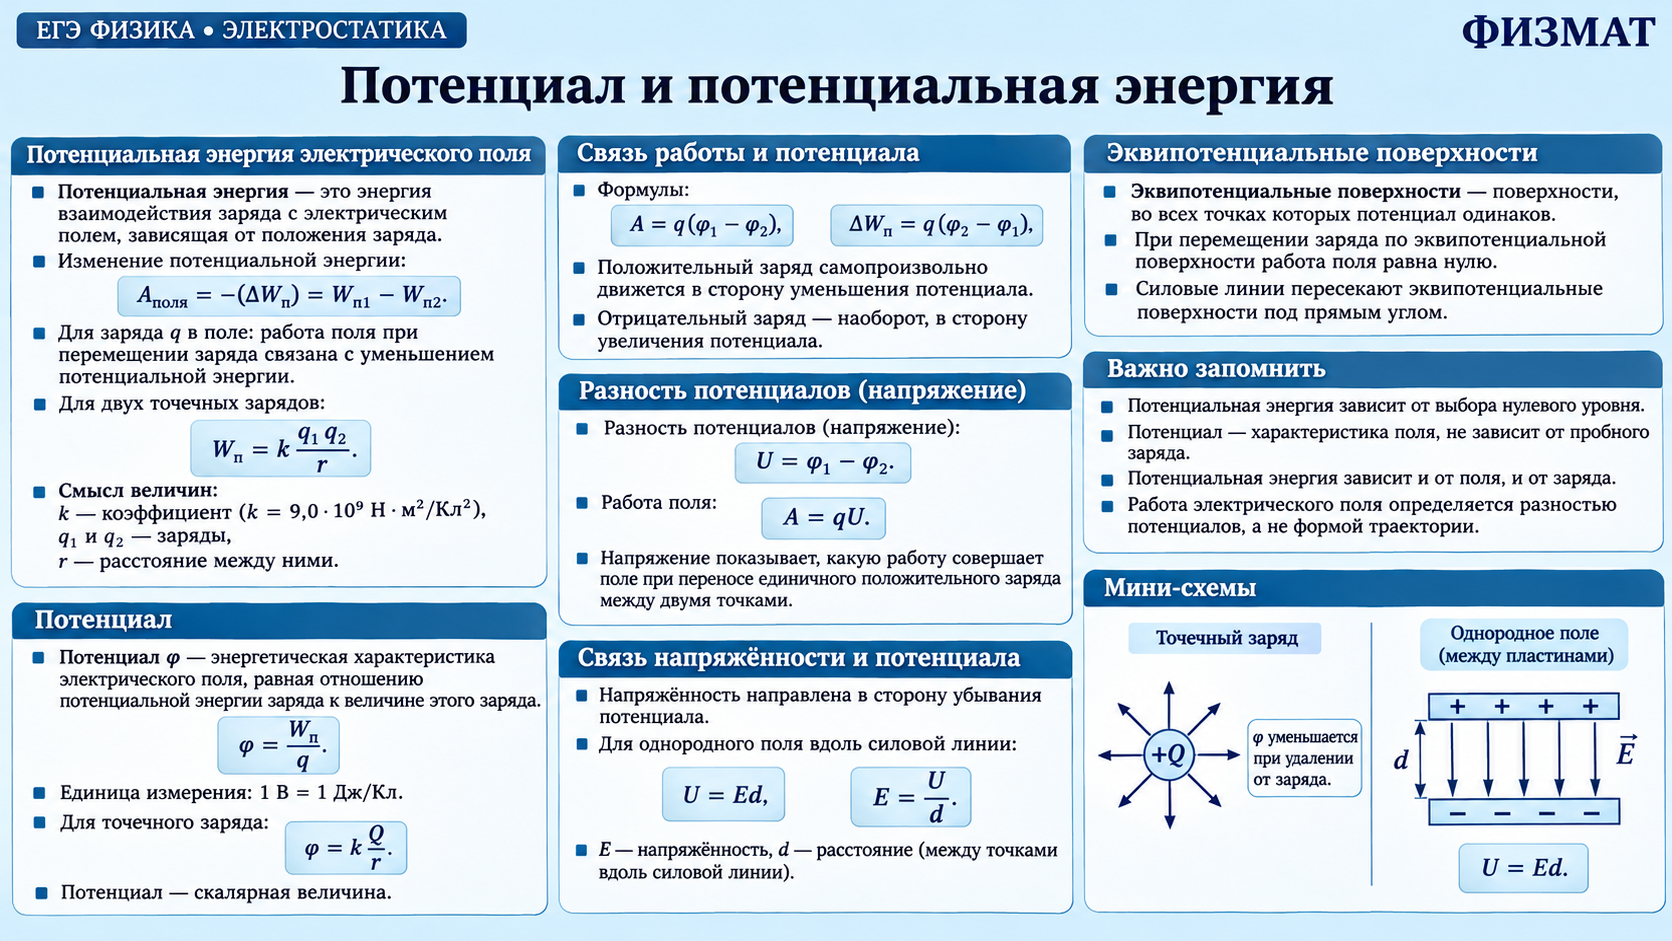 ЕГЭ ФИЗИКА • ЭЛЕКТРОСТАТИКА
ФИЗМАТ
Потенциал и потенциальная энергия
Потенциальная энергия электрического поля
Потенциальная энергия — это энергия
взаимодействия заряда с электрическим
полем, зависящая от положения заряда.
Изменение потенциальной энергии:
Aполя = −(ΔWп) = Wп1 − Wп2.
Для заряда q в поле: работа поля при
перемещении заряда связана с уменьшением
потенциальной энергии.
Для двух точечных зарядов:
Wп = k q₁ q₂ / r.
Смысл величин:
k — коэффициент (k = 9,0 · 10⁹ Н · м²/Кл²),
q₁ и q₂ — заряды,
r — расстояние между ними.
Потенциал
Потенциал φ — энергетическая характеристика
электрического поля, равная отношению
потенциальной энергии заряда к величине этого заряда.
φ = Wп / q.
Единица измерения: 1 В = 1 Дж/Кл.
Для точечного заряда:
φ = k Q / r.
Потенциал — скалярная величина.
Связь работы и потенциала
Формулы:
A = q(φ₁ − φ₂), ΔWп = q(φ₂ − φ₁),
Положительный заряд самопроизвольно
движется в сторону уменьшения потенциала.
Отрицательный заряд — наоборот, в сторону
увеличения потенциала.
Разность потенциалов (напряжение)
Разность потенциалов (напряжение):
U = φ₁ − φ₂.
Работа поля:
A = qU.
Напряжение показывает, какую работу совершает
поле при переносе единичного положительного заряда
между двумя точками.
Связь напряжённости и потенциала
Напряжённость направлена в сторону убывания
потенциала.
Для однородного поля вдоль силовой линии:
U = Ed, E = U / d.
E — напряжённость, d — расстояние (между точками
вдоль силовой линии).
Эквипотенциальные поверхности
Эквипотенциальные поверхности — поверхности,
во всех точках которых потенциал одинаков.
При перемещении заряда по эквипотенциальной
поверхности работа поля равна нулю.
Силовые линии пересекают эквипотенциальные
поверхности под прямым углом.
Важно запомнить
Потенциальная энергия зависит от выбора нулевого уровня.
Потенциал — характеристика поля, не зависит от пробного
заряда.
Потенциальная энергия зависит и от поля, и от заряда.
Работа электрического поля определяется разностью
потенциалов, а не формой траектории.
Мини-схемы
Точечный заряд
+Q
φ уменьшается
при удалении
от заряда.
Однородное поле
(между пластинами)
+ + + +
d
E⃗
− − − −
U = Ed.